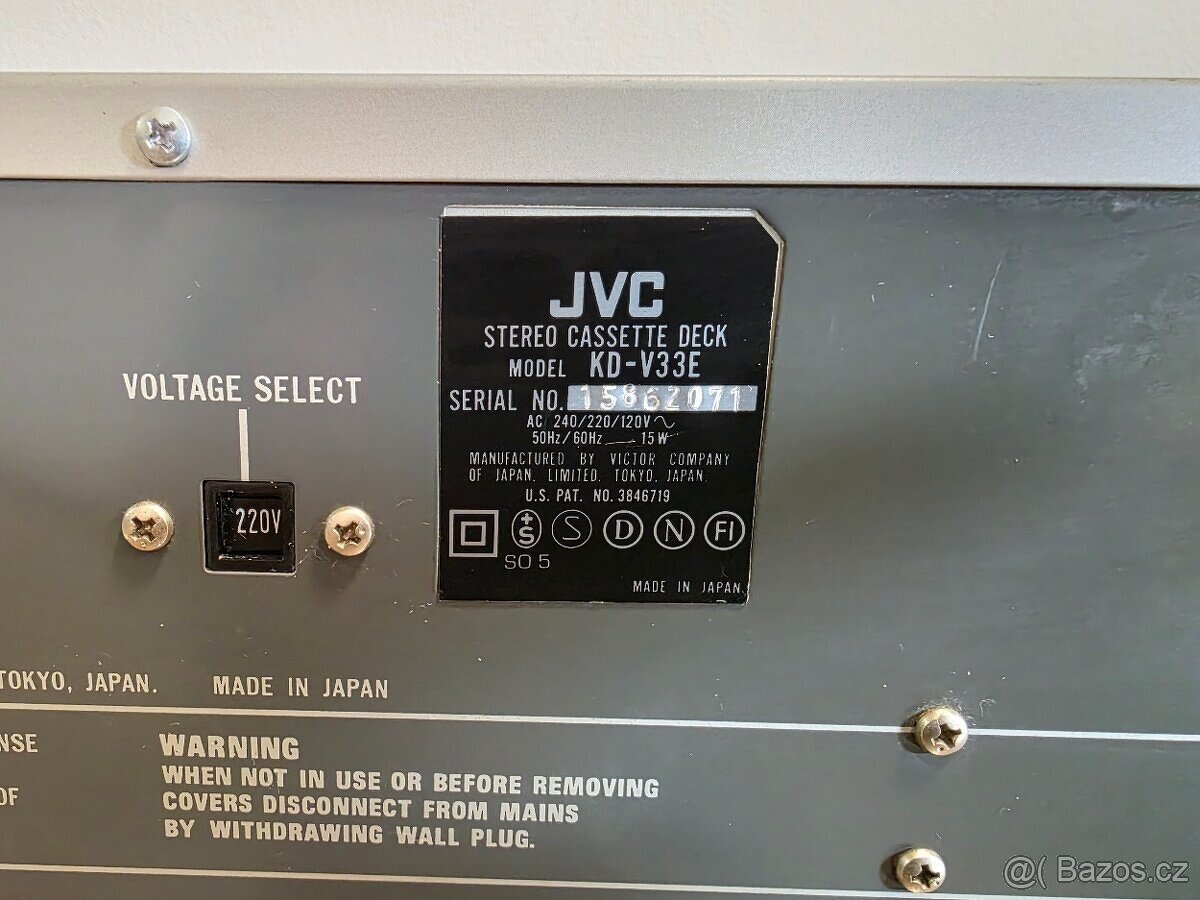 JVC
STEREO CASSETTE DECK
MODEL KD-V33E
SERIAL NO. 15862071
AC 240/220/120V~
50Hz/60Hz 15W
MANUFACTURED BY VICTOR COMPANY
OF JAPAN, LIMITED. TOKYO, JAPAN.
U.S. PAT. NO. 3846719
S S D N FI
SO 5
MADE IN JAPAN
VOLTAGE SELECT
220V
TOKYO, JAPAN. MADE IN JAPAN
NSE
OF
WARNING
WHEN NOT IN USE OR BEFORE REMOVING
COVERS DISCONNECT FROM MAINS
BY WITHDRAWING WALL PLUG.
@( Bazos.cz